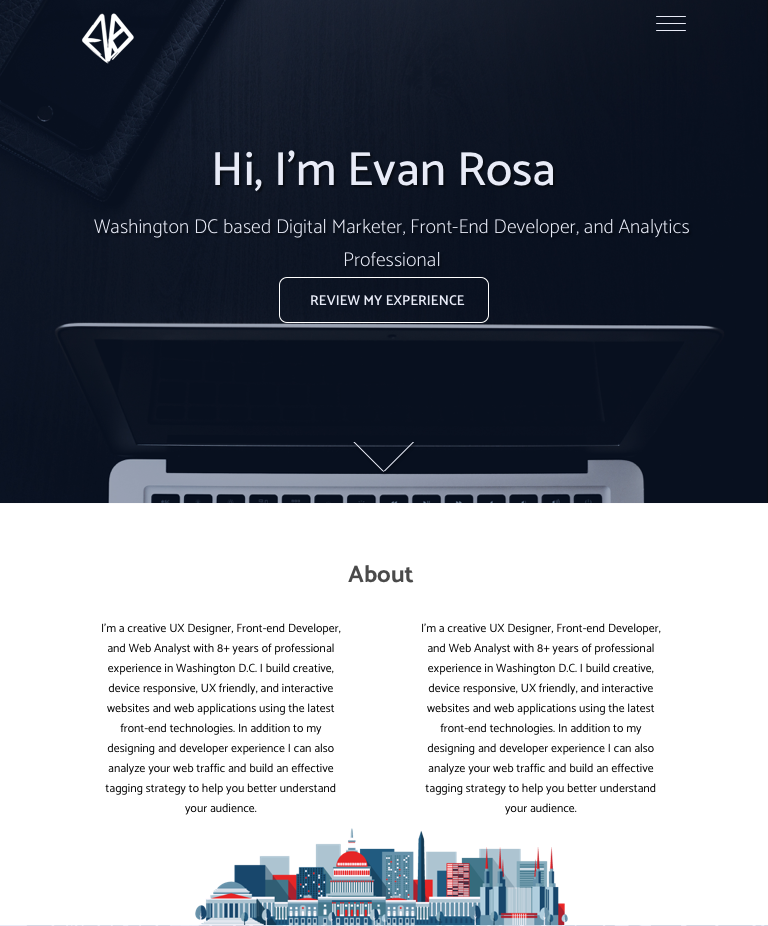 Hi, I'm Evan Rosa
Washington DC based Digital Marketer, Front-End Developer, and Analytics
Professional
REVIEW MY EXPERIENCE
About
I'm a creative UX Designer, Front-end Developer,
and Web Analyst with 8+ years of professional
experience in Washington D.C. I build creative,
device responsive, UX friendly, and interactive
websites and web applications using the latest
front-end technologies. In addition to my
designing and developer experience I can also
analyze your web traffic and build an effective
tagging strategy to help you better understand
your audience.
I'm a creative UX Designer, Front-end Developer,
and Web Analyst with 8+ years of professional
experience in Washington D.C. I build creative,
device responsive, UX friendly, and interactive
websites and web applications using the latest
front-end technologies. In addition to my
designing and developer experience I can also
analyze your web traffic and build an effective
tagging strategy to help you better understand
your audience.